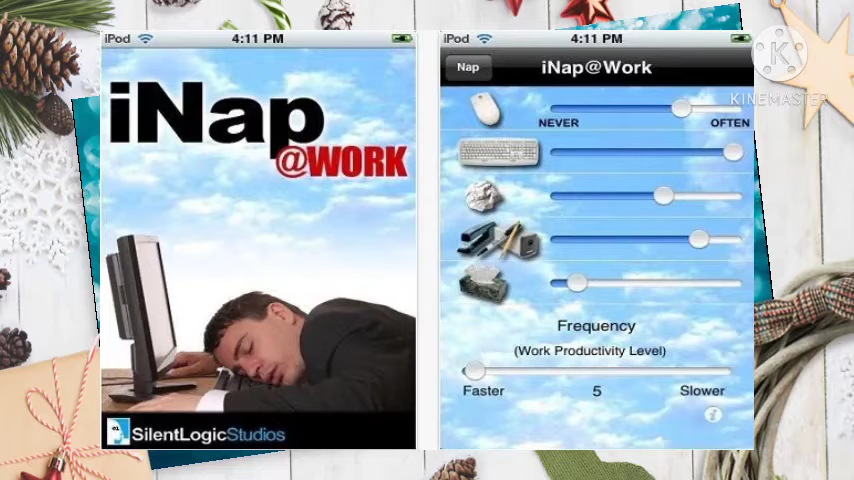 iPod
4:11 PM
iNap
@WORK
SilentLogicStudios
iPod
4:11 PM
Nap
iNap@Work
NEVER
OFTEN
Frequency
(Work Productivity Level)
Faster
5
Slower
K
KINEMASTER